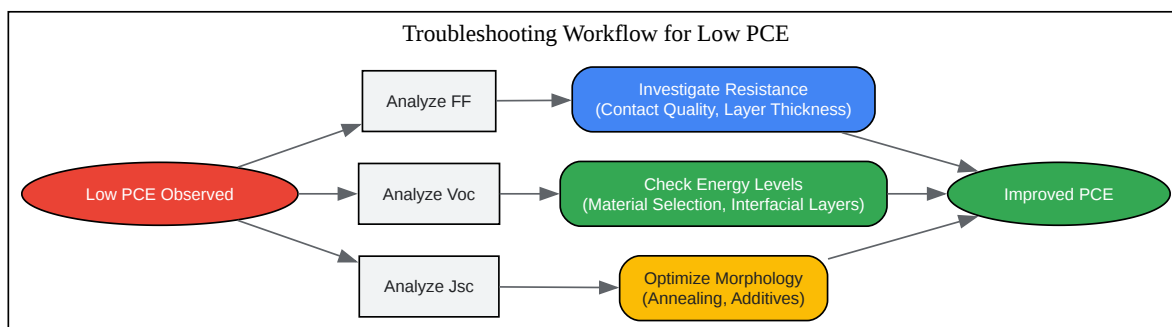 Troubleshooting Workflow for Low PCE
Low PCE Observed
Analyze FF
Investigate Resistance
(Contact Quality, Layer Thickness)
Analyze Voc
Check Energy Levels
(Material Selection, Interfacial Layers)
Analyze Jsc
Optimize Morphology
(Annealing, Additives)
Improved PCE